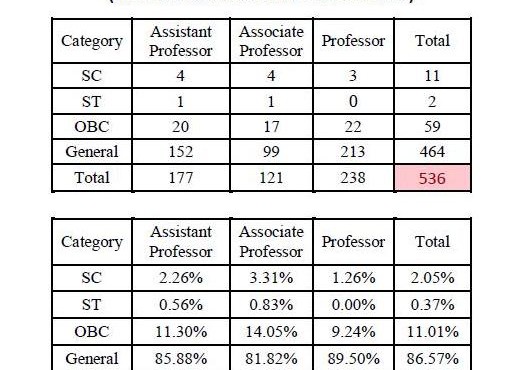 Category Assistant Professor Associate Professor Professor Total
SC 4 4 3 11
ST 1 1 0 2
OBC 20 17 22 59
General 152 99 213 464
Total 177 121 238 536
Category Assistant Professor Associate Professor Professor Total
SC 2.26% 3.31% 1.26% 2.05%
ST 0.56% 0.83% 0.00% 0.37%
OBC 11.30% 14.05% 9.24% 11.01%
General 85.88% 81.82% 89.50% 86.57%